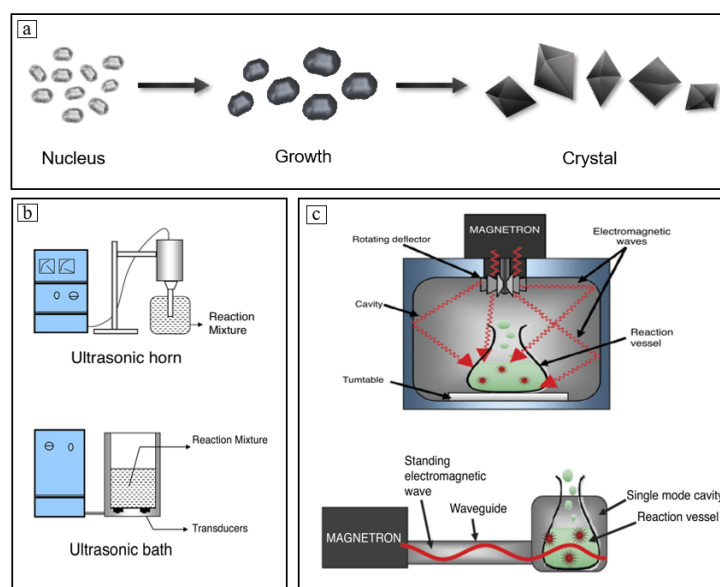 a
Nucleus
Growth
Crystal
b
Reaction
Mixture
Ultrasonic horn
Reaction Mixture
Transducers
Ultrasonic bath
c
MAGNETRON
Rotating deflector
Electromagnetic
waves
Cavity
Reaction
vessel
Turntable
Standing
electromagnetic
wave
Waveguide
Single mode cavity
Reaction vessel
MAGNETRON